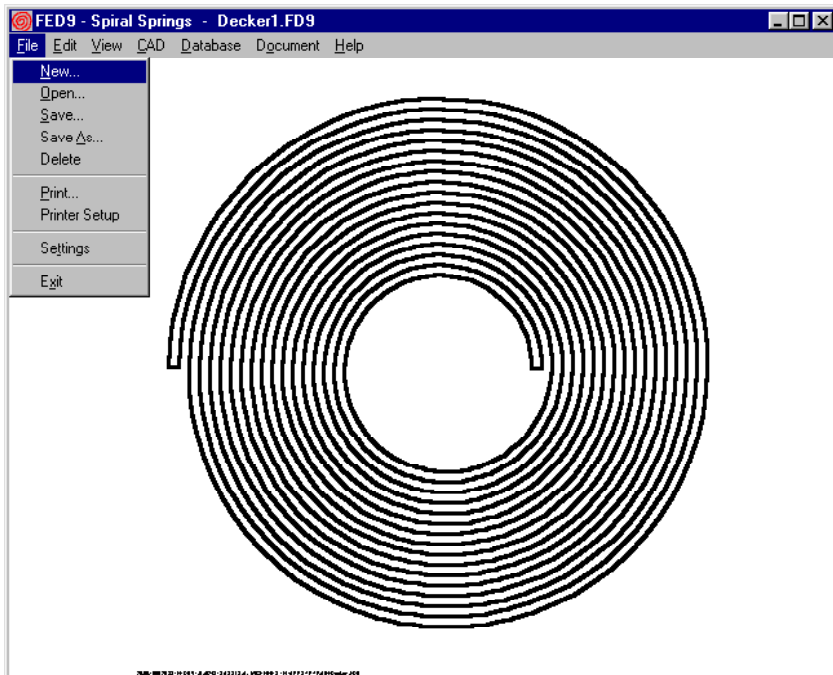 FED9 - Spiral Springs - Decker1.FD9
File Edit View CAD Database Document Help
New...
Open...
Save...
Save As...
Delete
Print...
Printer Setup
Settings
Exit